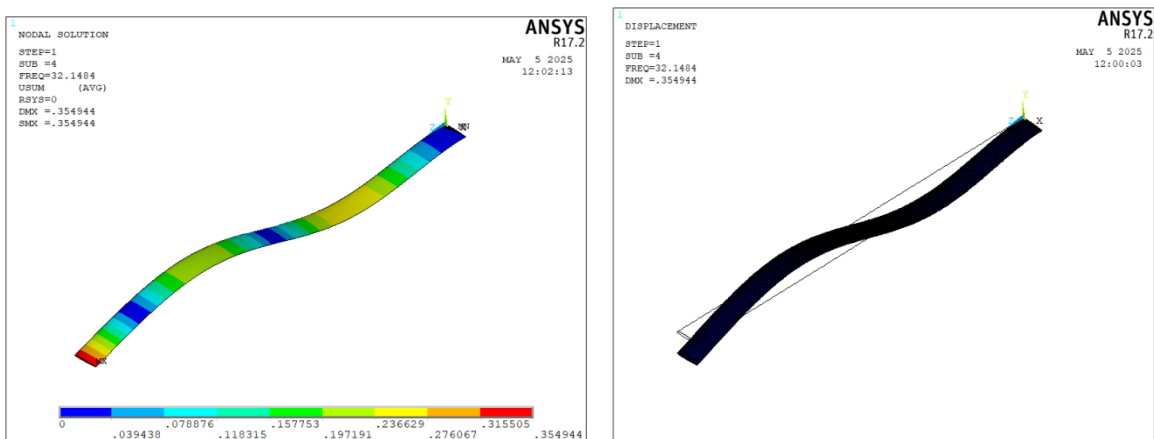 1
NODAL SOLUTION
STEP=1
SUB =4
FREQ=32.1484
USUM (AVG)
RSYS=0
DMX =.354944
SMX =.354944
ANSYS
R17.2
MAY 5 2025
12:02:13
Y
Z
MX
0 .078876 .157753 .236629 .315505
.039438 .118315 .197191 .276067 .354944
1
DISPLACEMENT
STEP=1
SUB =4
FREQ=32.1484
DMX =.354944
ANSYS
R17.2
MAY 5 2025
12:00:03
Y
Z X